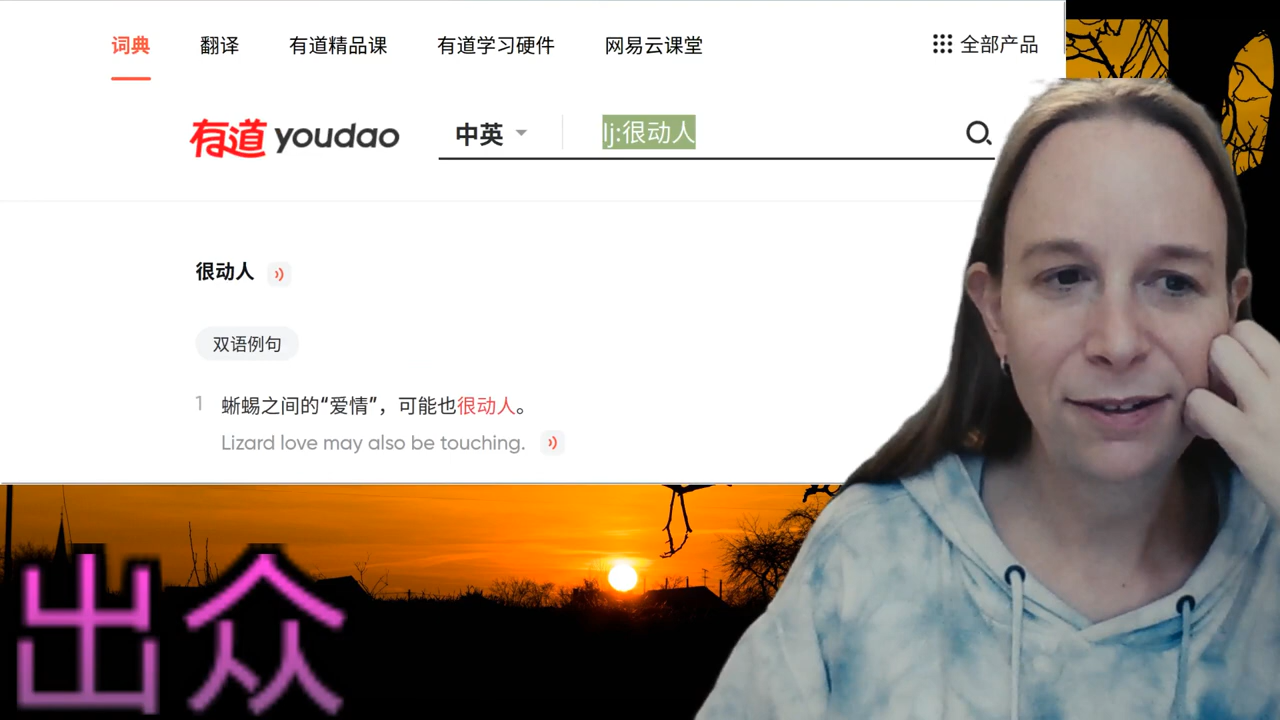 词典 翻译 有道精品课 有道学习硬件 网易云课堂 全部产品
有道 youdao 中英 lj:很动人
很动人
双语例句
1 蜥蜴之间的“爱情”，可能也很动人。
Lizard love may also be touching.
出众